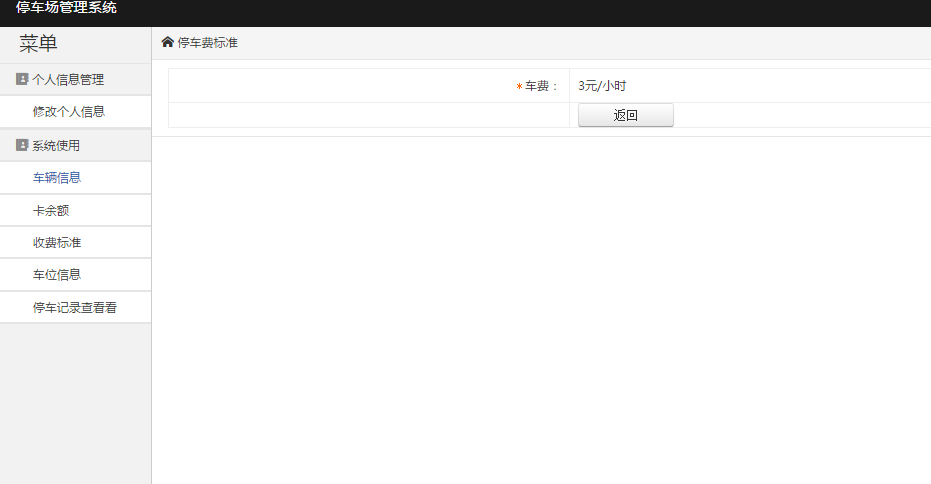 停车场管理系统
菜单
个人信息管理
修改个人信息
系统使用
车辆信息
卡余额
收费标准
车位信息
停车记录查看看
停车费标准
*车费：
3元/小时
返回